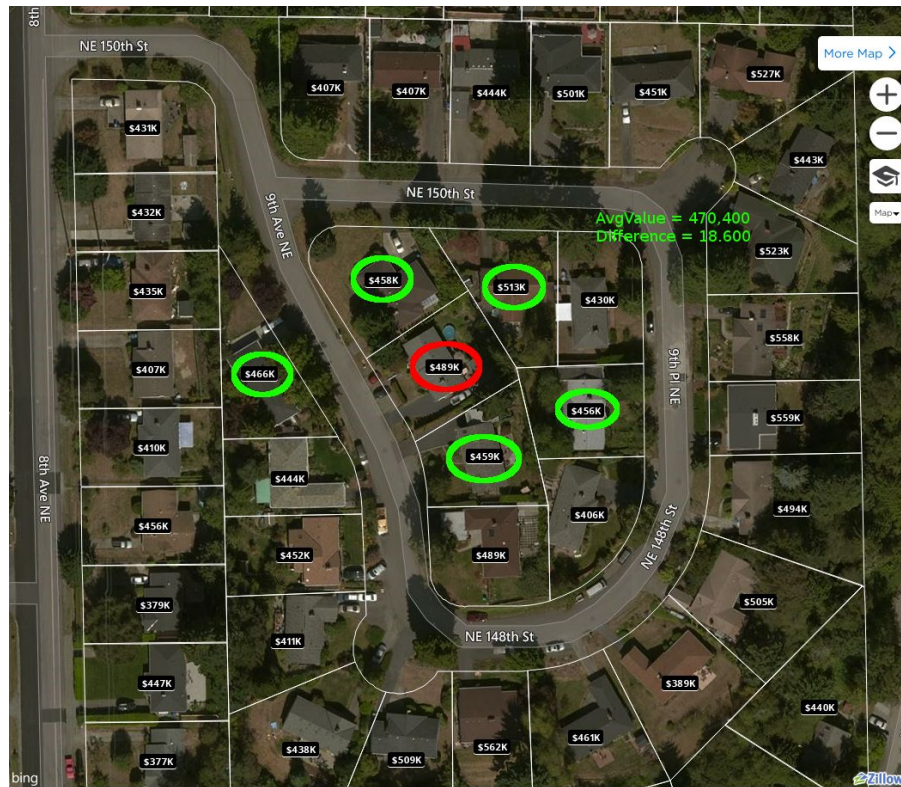 8th
NE 150th St
More Map >
$527K
$407K
$407K
$444K
$501K
$451K
$431K
$443K
NE 150th St
$432K
9th Ave NE
AvgValue = 470,400
Difference = 18.600
$523K
$458K
$513K
$435K
$430K
$558K
$407K
$466K
$489K
9th Pl NE
$456K
$559K
$410K
$459K
8th Ave NE
$444K
$456K
$406K
$494K
$452K
$489K
NE 148th St
$379K
$505K
$411K
NE 148th St
$447K
$389K
$440K
$438K
$461K
$377K
$509K
$562K
Map
bing
Zillow